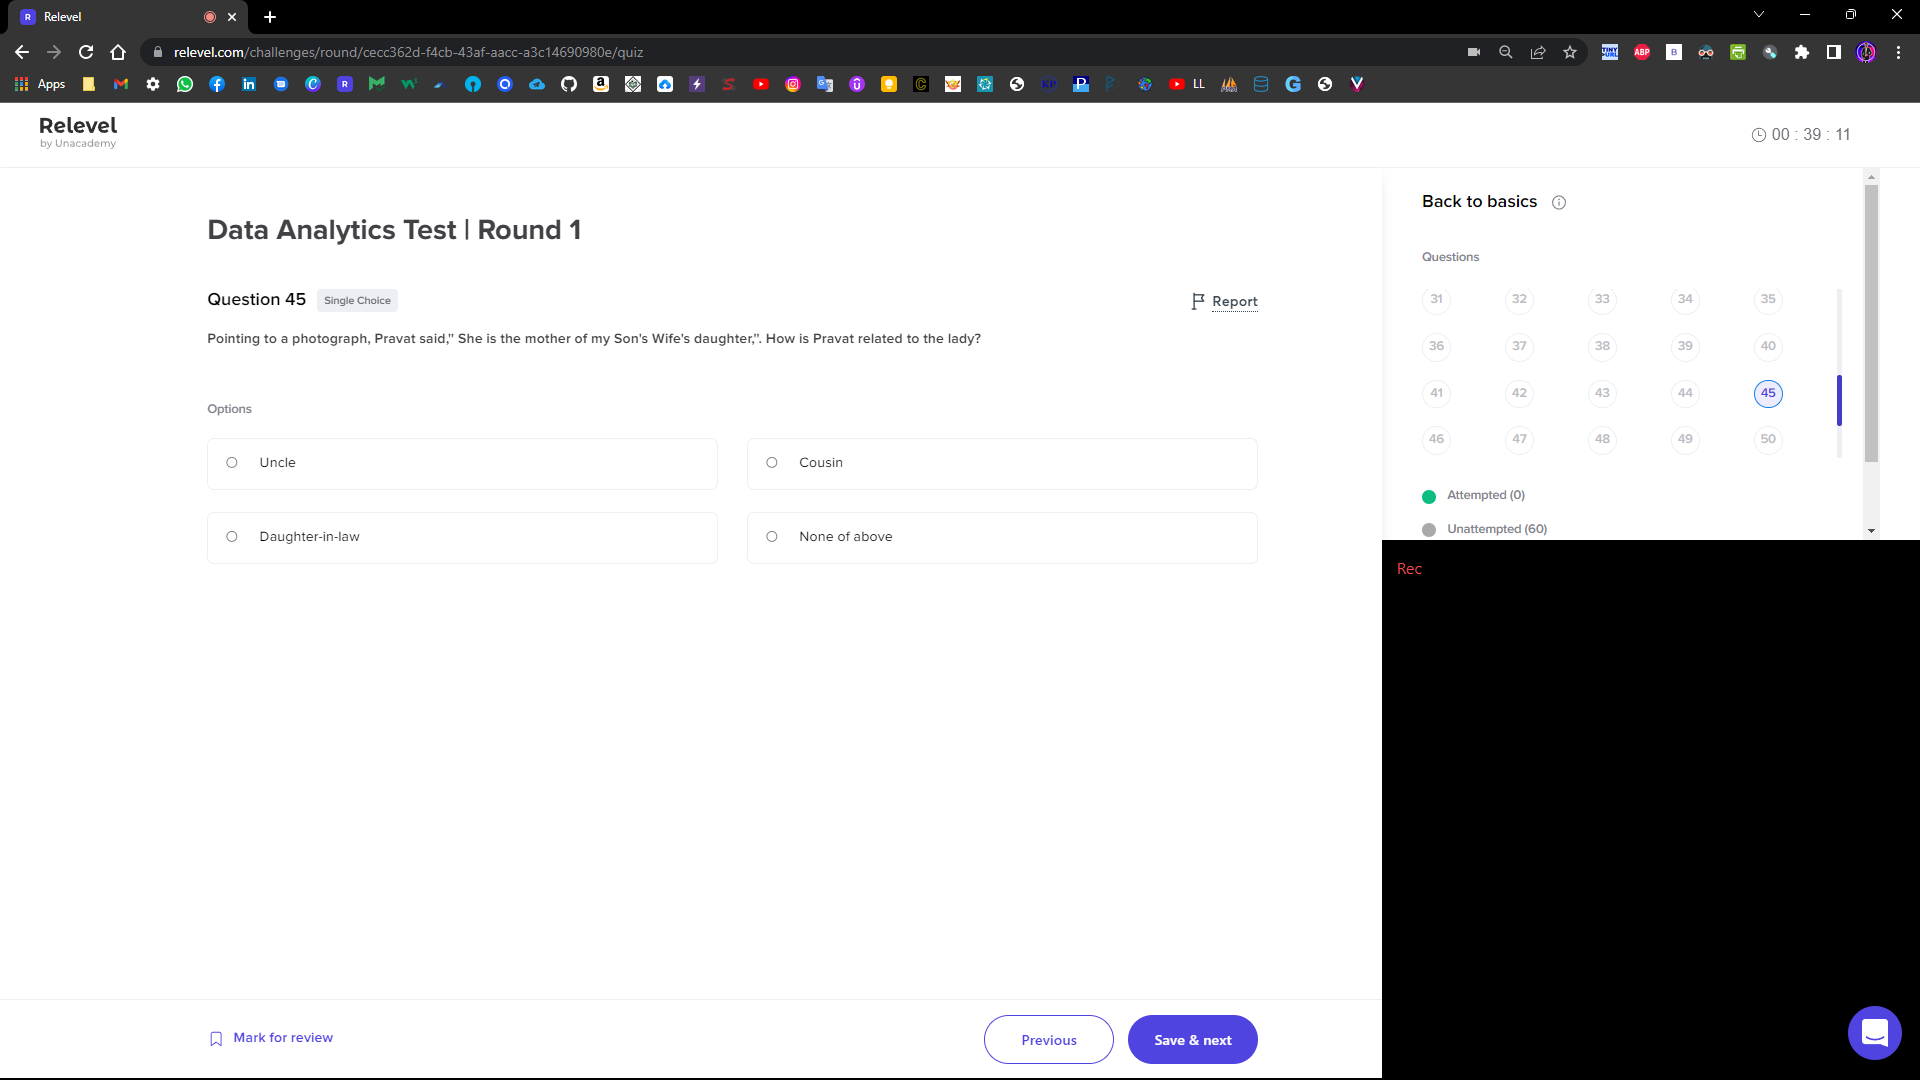 Relevel
relevel.com/challenges/round/cecc362d-f4cb-43af-aacc-a3c14690980e/quiz
Apps
LL
Relevel
by Unacademy
00 : 39 : 11
Data Analytics Test | Round 1
Question 45
Single Choice
Report
Pointing to a photograph, Pravat said," She is the mother of my Son's Wife's daughter,". How is Pravat related to the lady?
Options
Uncle
Cousin
Daughter-in-law
None of above
Back to basics
Questions
31 32 33 34 35
36 37 38 39 40
41 42 43 44 45
46 47 48 49 50
Attempted (0)
Unattempted (60)
Rec
Mark for review
Previous
Save & next